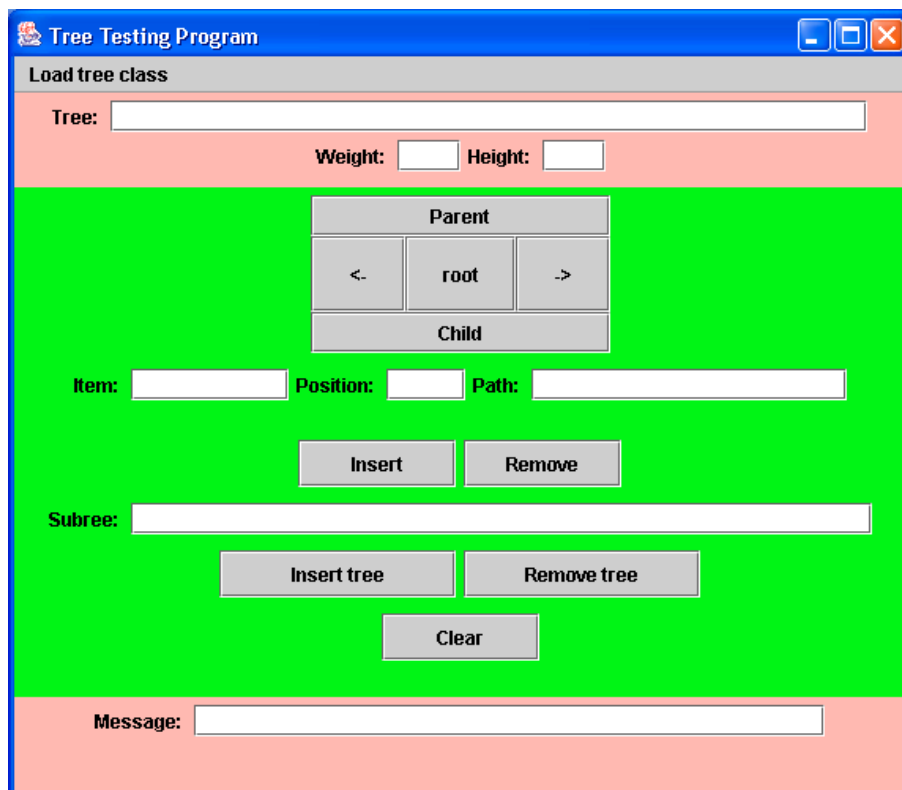 Tree Testing Program
Load tree class
Tree:
Weight: Height:
Parent
<- root ->
Child
Item: Position: Path:
Insert Remove
Subree:
Insert tree Remove tree
Clear
Message: